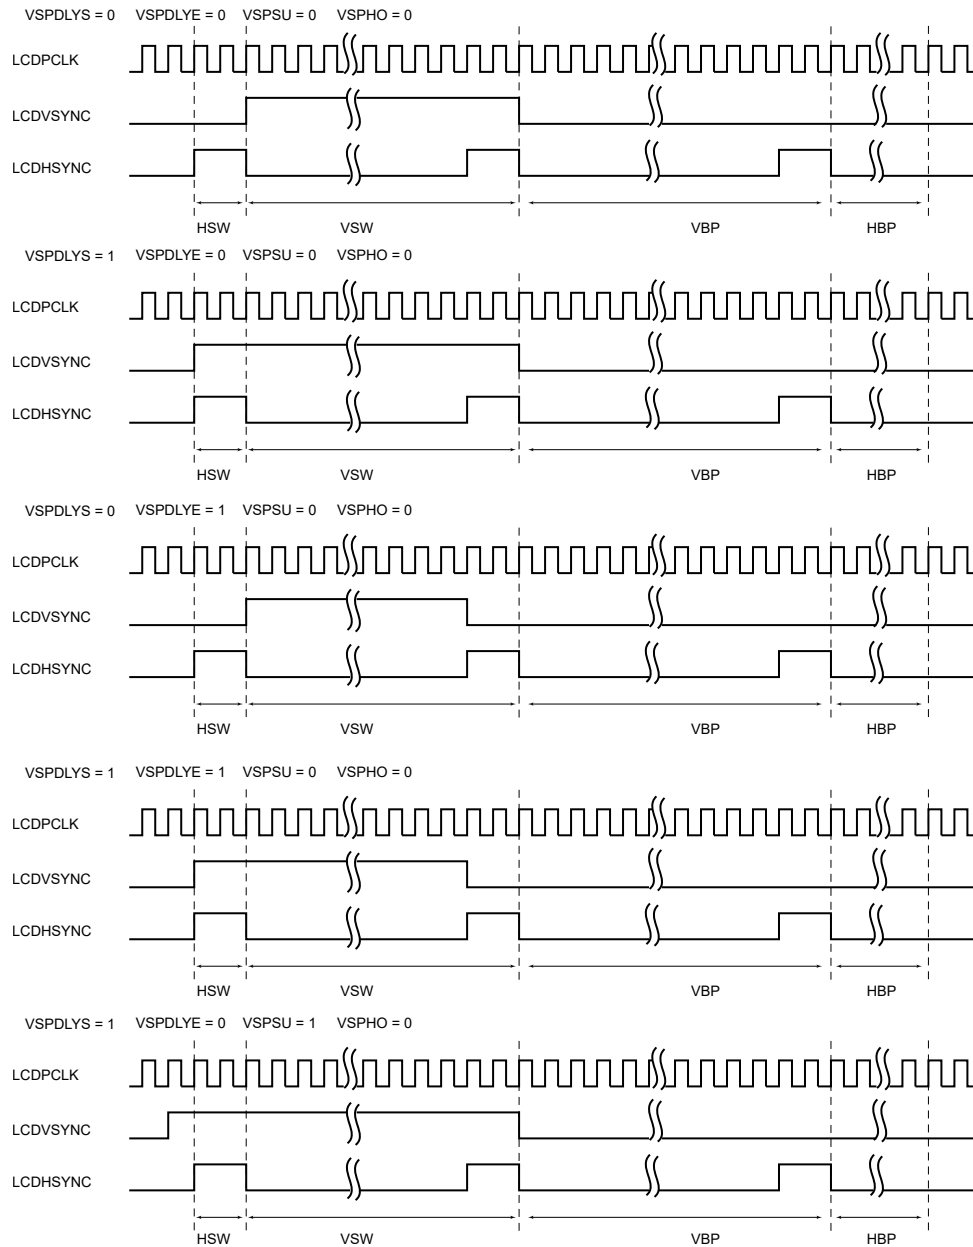 VSPDLYS = 0 VSPDLYE = 0 VSPSU = 0 VSPHO = 0
LCDPCLK
LCDVSYNC
LCDHSYNC
HSW VSW VBP HBP
VSPDLYS = 1 VSPDLYE = 0 VSPSU = 0 VSPHO = 0
LCDPCLK
LCDVSYNC
LCDHSYNC
HSW VSW VBP HBP
VSPDLYS = 0 VSPDLYE = 1 VSPSU = 0 VSPHO = 0
LCDPCLK
LCDVSYNC
LCDHSYNC
HSW VSW VBP HBP
VSPDLYS = 1 VSPDLYE = 1 VSPSU = 0 VSPHO = 0
LCDPCLK
LCDVSYNC
LCDHSYNC
HSW VSW VBP HBP
VSPDLYS = 1 VSPDLYE = 0 VSPSU = 1 VSPHO = 0
LCDPCLK
LCDVSYNC
LCDHSYNC
HSW VSW VBP HBP